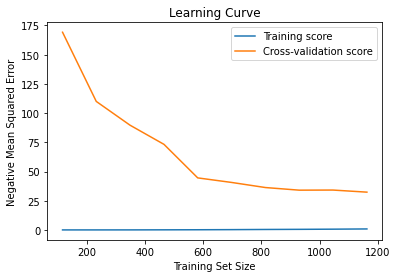 Learning Curve
Training score
Cross-validation score
Negative Mean Squared Error
175
150
125
100
75
50
25
0
200
400
600
800
1000
1200
Training Set Size